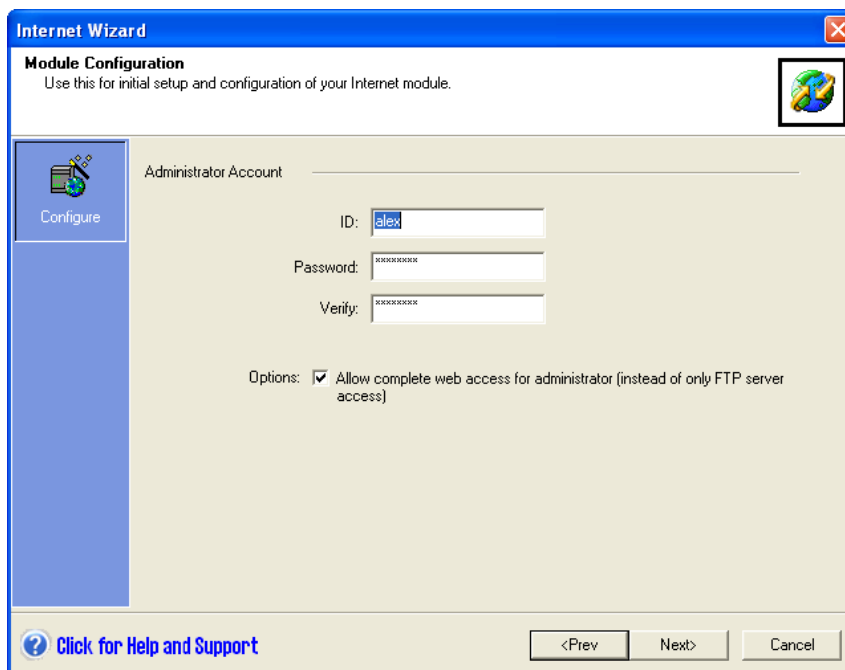 Internet Wizard
Module Configuration
Use this for initial setup and configuration of your Internet module.
Configure
Administrator Account
ID: alex
Password: ********
Verify: ********
Options: Allow complete web access for administrator (instead of only FTP server
access)
Click for Help and Support
<Prev Next> Cancel